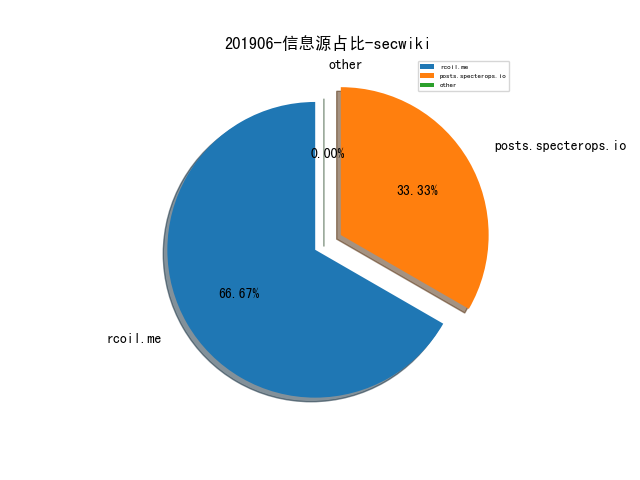 201906-信息源占比-secwiki
other
rcoil.me
posts.specterops.io
other
0.00%
posts.specterops.io
33.33%
66.67%
rcoil.me